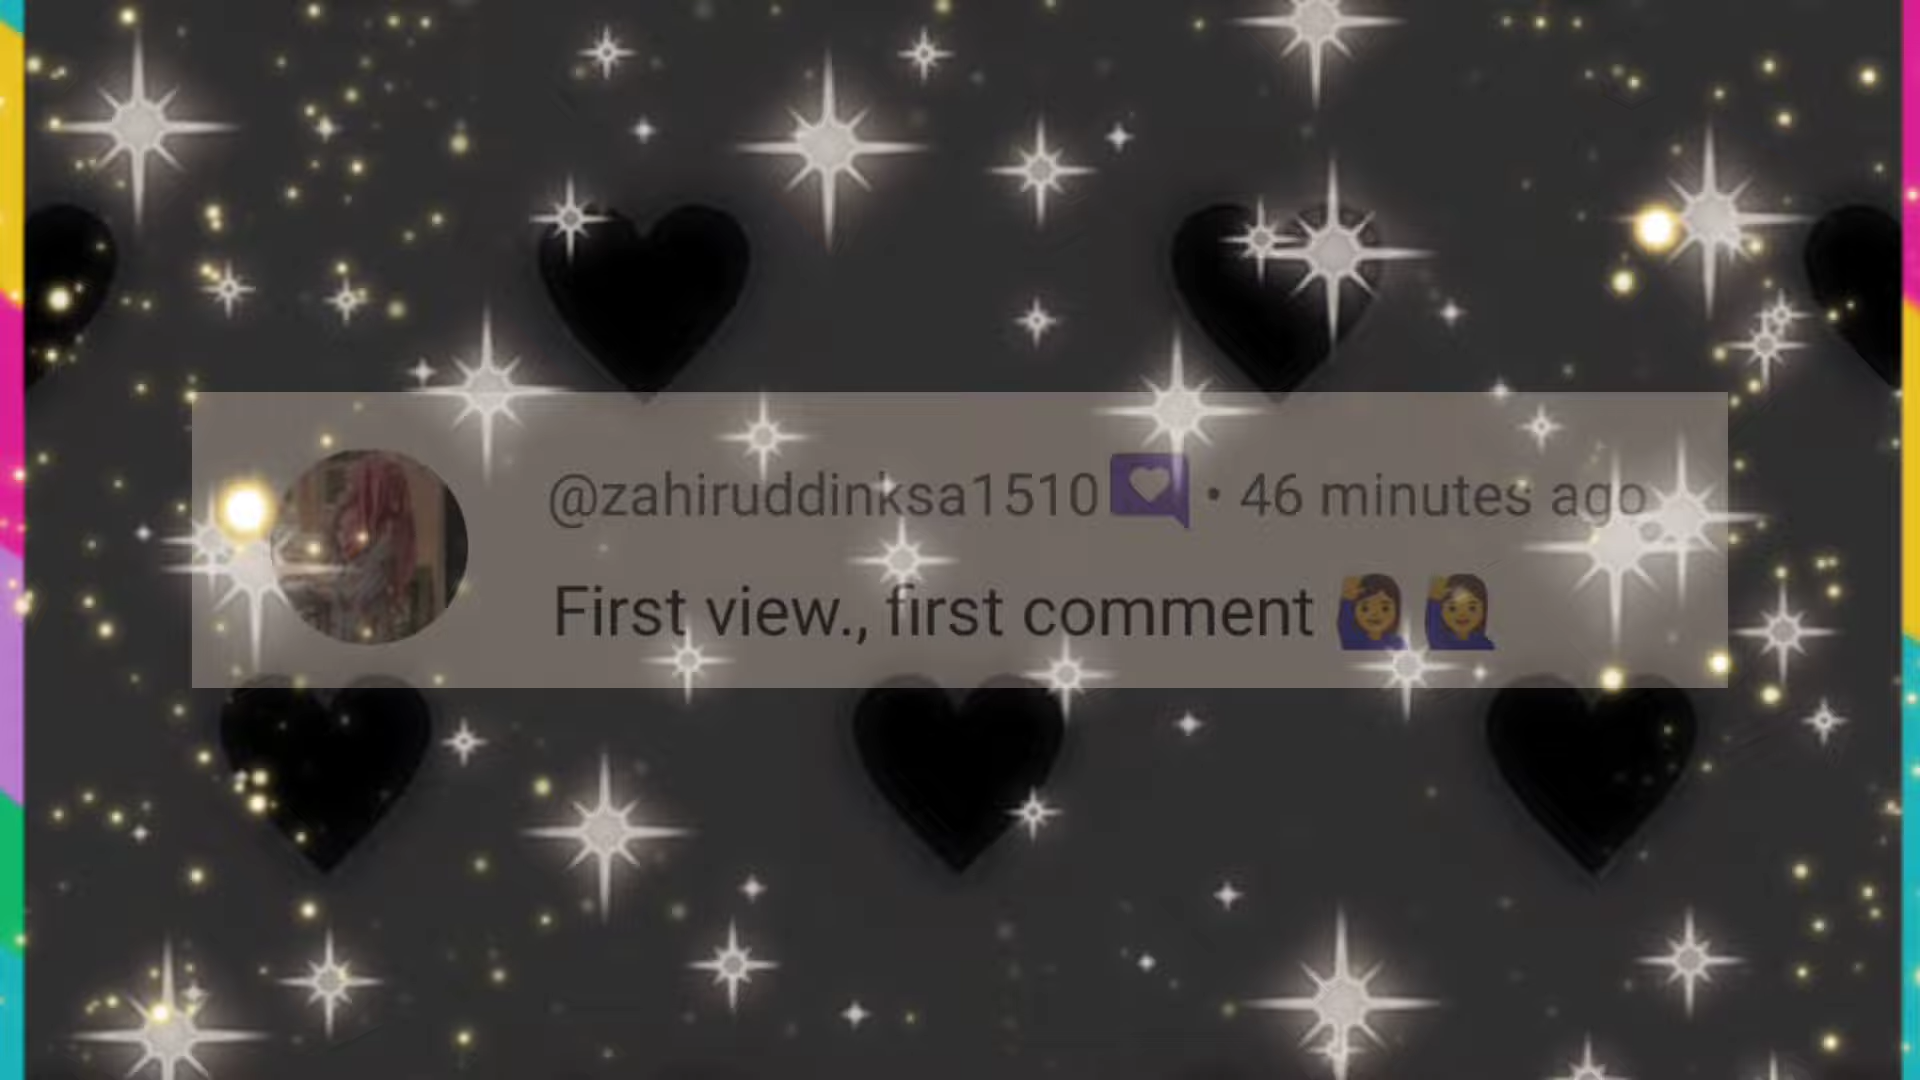 @zahiruddinksa1510 • 46 minutes ago
First view., first comment 🙋‍♀️🙋‍♀️